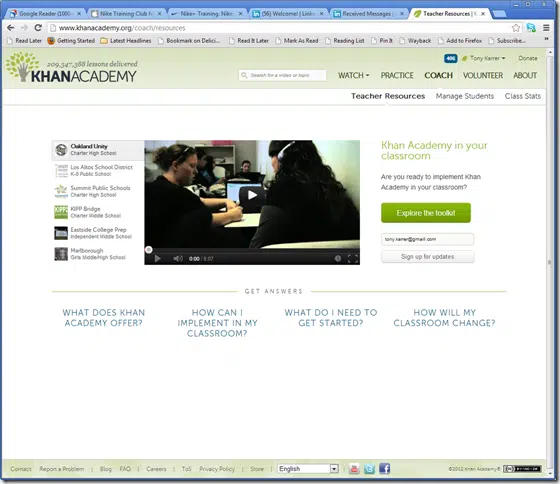 Google Reader (1000+
Nike Training Club F
Nike+ Training: Nike+
(56) Welcome! | Linke
Received Messages |
Teacher Resources | K
www.khanacademy.org/coach/resources
Read Later
Getting Started
Latest Headlines
Bookmark on Delici...
Read It Later
Mark As Read
Reading List
Pin It
Wayback
Add to Firefox
Subscribe...
209,347,388 lessons delivered
KHANACADEMY
406
Tony Karrer
Donate
Search for a video or topic
WATCH
PRACTICE
COACH
VOLUNTEER
ABOUT
Teacher Resources
Manage Students
Class Stats
Oakland Unity
Charter High School
Los Altos School District
K-8 Public School
Summit Public Schools
Charter High School
KIPP Bridge
Charter Middle School
Eastside College Prep
Independent Middle School
Marlborough
Girls Middle/High School
0:00
Khan Academy in your
classroom
Are you ready to implement Khan
Academy in your classroom?
Explore the toolkit
tony.karrer@gmail.com
Sign up for updates
GET ANSWERS
WHAT DOES KHAN
ACADEMY OFFER?
HOW CAN I
IMPLEMENT IN MY
CLASSROOM?
WHAT DO I NEED TO
GET STARTED?
HOW WILL MY
CLASSROOM CHANGE?
Contact | Report a Problem | Blog FAQ | Careers | ToS Privacy Policy | Store | English
©2012 Khan Academy